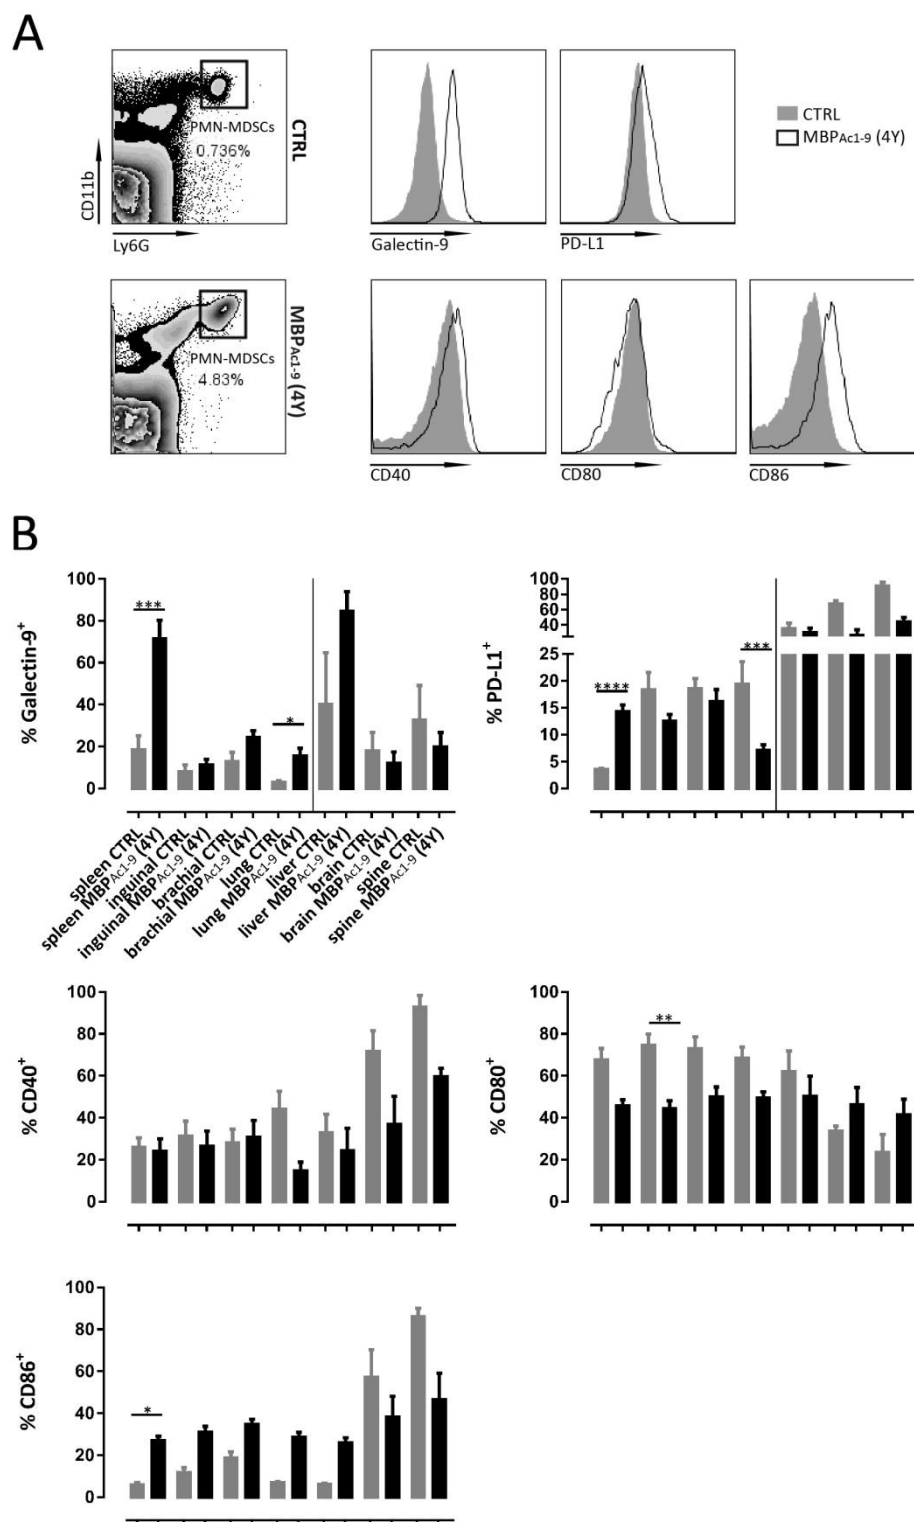 A
PMN-MDSCs
0.736%
CD11b
Ly6G
CTRL
Galectin-9
PD-L1
CTRL
MBPAc1-9 (4Y)
PMN-MDSCs
4.83%
MBPAc1-9 (4Y)
CD40
CD80
CD86
B
% Galectin-9+
100
80
60
40
20
0
***
*
spleen CTRL
spleen MBPAc1-9 (4Y)
inguinal CTRL
inguinal MBPAc1-9 (4Y)
brachial CTRL
brachial MBPAc1-9 (4Y)
lung CTRL
lung MBPAc1-9 (4Y)
liver CTRL
liver MBPAc1-9 (4Y)
brain CTRL
brain MBPAc1-9 (4Y)
spine CTRL
spine MBPAc1-9 (4Y)
% PD-L1+
100
80
60
40
25
20
15
10
5
0
****
***
% CD40+
100
80
60
40
20
0
% CD80+
100
80
60
40
20
0
**
% CD86+
100
80
60
40
20
0
*